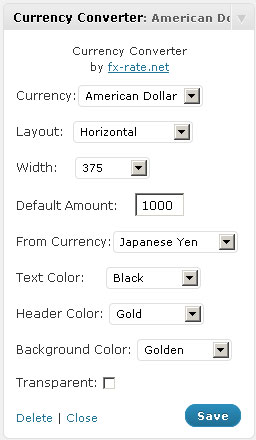 Currency Converter: American Do
Currency Converter
by fx-rate.net
Currency: American Dollar
Layout: Horizontal
Width: 375
Default Amount: 1000
From Currency: Japanese Yen
Text Color: Black
Header Color: Gold
Background Color: Golden
Transparent:
Delete | Close Save